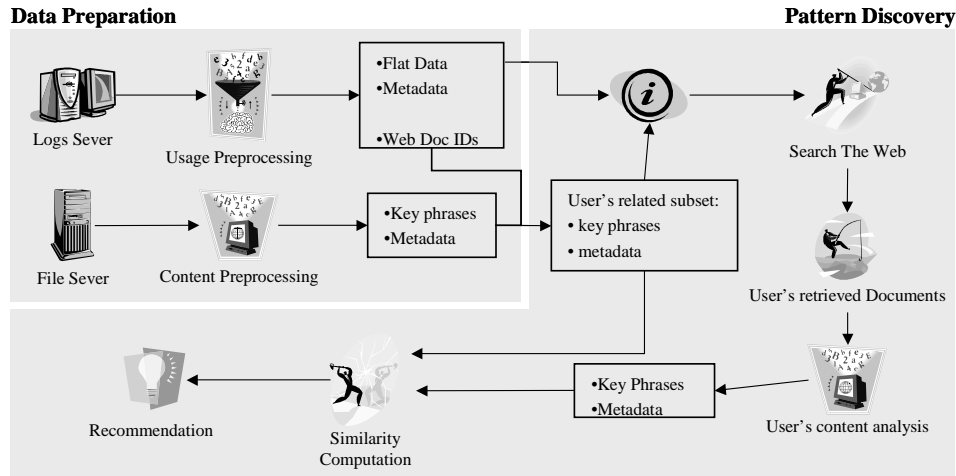 Data Preparation
Pattern Discovery
•Flat Data
•Metadata
•Web Doc IDs
Logs Sever
Usage Preprocessing
Search The Web
•Key phrases
•Metadata
User's related subset:
• key phrases
• metadata
File Sever
Content Preprocessing
User's retrieved Documents
•Key Phrases
•Metadata
Recommendation
Similarity
Computation
User's content analysis